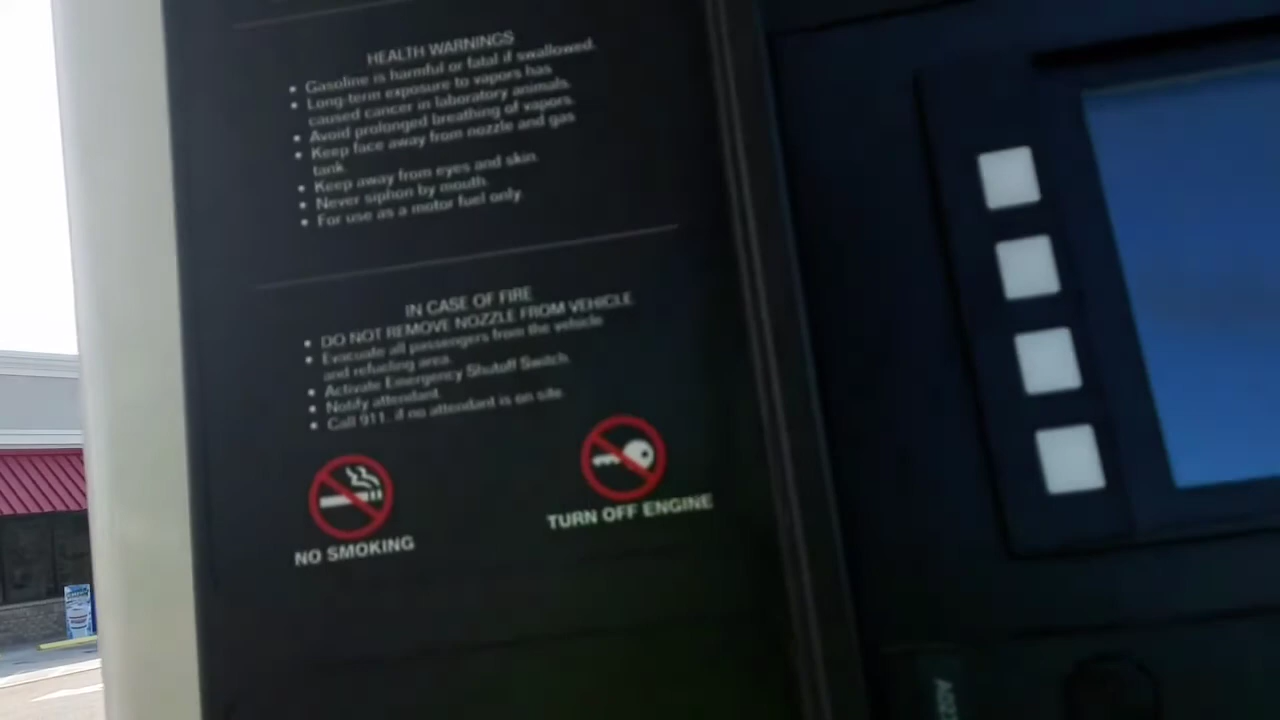 HEALTH WARNINGS
• Gasoline is harmful or fatal if swallowed.
• Long-term exposure to vapors has
caused cancer in laboratory animals.
• Avoid prolonged breathing of vapors.
• Keep face away from nozzle and gas
tank.
• Keep away from eyes and skin.
• Never siphon by mouth.
• For use as a motor fuel only.
IN CASE OF FIRE
• DO NOT REMOVE NOZZLE FROM VEHICLE
• Evacuate all passengers from the vehicle
and refueling area.
• Activate Emergency Shutoff Switch.
• Notify attendant.
• Call 911, if no attendant is on site.
NO SMOKING
TURN OFF ENGINE